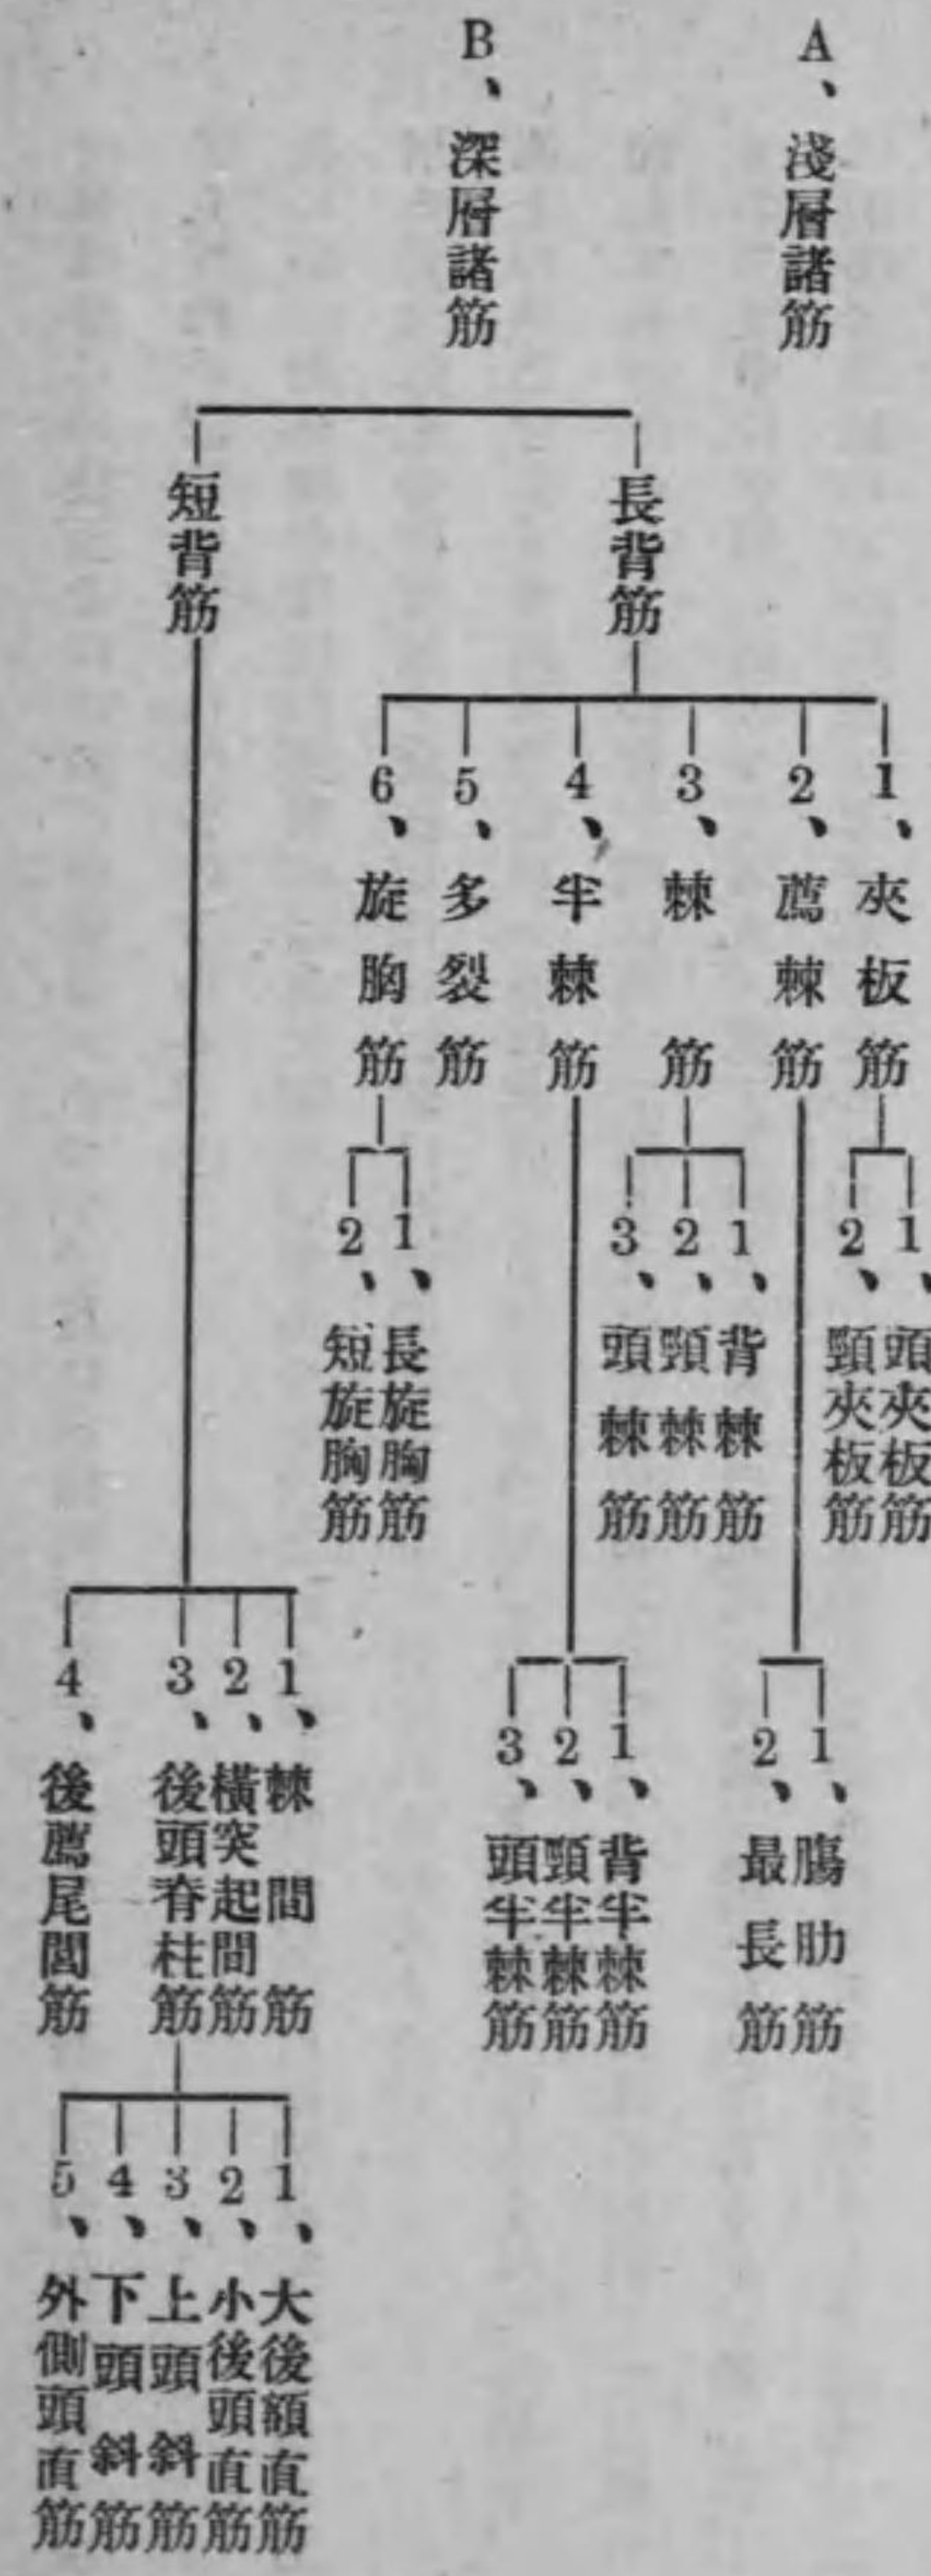 A、淺層諸筋
B、深層諸筋
長背筋
1、夾板筋
1、頭夾板筋
2、頸夾板筋
2、薦棘筋
1、腸肋筋
2、最長筋
3、棘筋
1、背棘筋
2、頸棘筋
3、頭棘筋
4、半棘筋
1、背半棘筋
2、頸半棘筋
3、頭半棘筋
5、多裂筋
6、旋胸筋
1、長旋胸筋
2、短旋胸筋
短背筋
1、棘間筋
2、橫突起間筋
3、後頭脊柱筋
1、大後額直筋
2、小後頭直筋
3、上頭斜筋
4、下頭斜筋
5、外側頭直筋
4、後薦尾閭筋